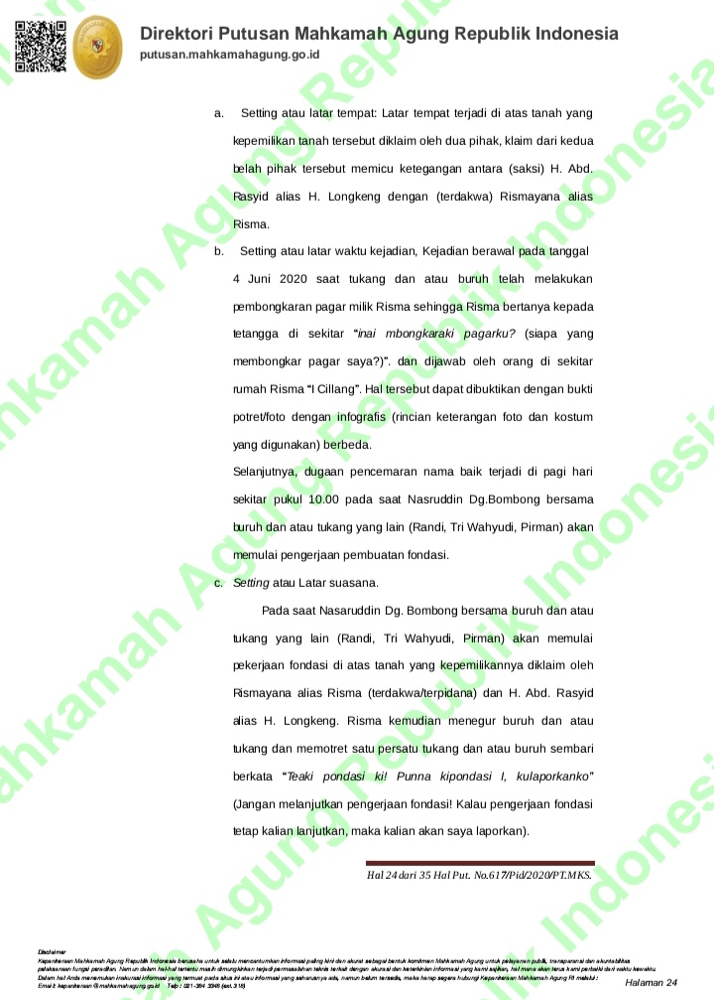 Direktori Putusan Mahkamah Agung Republik Indonesia
putusan.mahkamahagung.go.id
a. Setting atau latar tempat: Latar tempat terjadi di atas tanah yang
kepemilikan tanah tersebut diklaim oleh dua pihak, klaim dari kedua
belah pihak tersebut memicu ketegangan antara (saksi) H. Abd.
Rasyid alias H. Longkeng dengan (terdakwa) Rismayana alias
Risma.
b. Setting atau latar waktu kejadian, Kejadian berawal pada tanggal
4 Juni 2020 saat tukang dan atau buruh telah melakukan
pembongkaran pagar milik Risma sehingga Risma bertanya kepada
tetangga di sekitar “inai mbongkaraki pagarku? (siapa yang
membongkar pagar saya?)”. dan dijawab oleh orang di sekitar
rumah Risma “I Cillang”. Hal tersebut dapat dibuktikan dengan bukti
potret/foto dengan infografis (rincian keterangan foto dan kostum
yang digunakan) berbeda.
Selanjutnya, dugaan pencemaran nama baik terjadi di pagi hari
sekitar pukul 10.00 pada saat Nasruddin Dg.Bombong bersama
buruh dan atau tukang yang lain (Randi, Tri Wahyudi, Pirman) akan
memulai pengerjaan pembuatan fondasi.
c. Setting atau Latar suasana.
Pada saat Nasaruddin Dg. Bombong bersama buruh dan atau
tukang yang lain (Randi, Tri Wahyudi, Pirman) akan memulai
pekerjaan fondasi di atas tanah yang kepemilikannya diklaim oleh
Rismayana alias Risma (terdakwa/terpidana) dan H. Abd. Rasyid
alias H. Longkeng. Risma kemudian menegur buruh dan atau
tukang dan memotret satu persatu tukang dan atau buruh sembari
berkata “Teaki pondasi ki! Punna kipondasi I, kulaporkanko”
(Jangan melanjutkan pengerjaan fondasi! Kalau pengerjaan fondasi
tetap kalian lanjutkan, maka kalian akan saya laporkan).
Hal 24 dari 35 Hal Put. No.617/Pid/2020/PT.MKS.
Disclaimer
Kepaniteraan Mahkamah Agung Republik Indonesia berusaha untuk selalu mencantumkan informasi paling kini dan akurat sebagai bentuk komitmen Mahkamah Agung untuk pelayanan publik, transparansi dan akuntabilitas
pelaksanaan fungsi peradilan. Namun dalam hal-hal tertentu masih dimungkinkan terjadi permasalahan teknis terkait dengan akurasi dan keterkinian informasi yang kami sajikan, hal mana akan terus kami perbaiki dari waktu kewaktu.
Dalam hal Anda menemukan inakurasi informasi yang termuat pada situs ini atau informasi yang seharusnya ada, namun belum tersedia, maka harap segera hubungi Kepaniteraan Mahkamah Agung RI melalui :
Email : kepaniteraan@mahkamahagung.go.id Telp : 021-384 3348 (ext.318)
Halaman 24
Mahkamah Agung Republik Indonesia
Mahkamah Agung Republik Indonesia
Mahkamah Agung Republik Indonesia